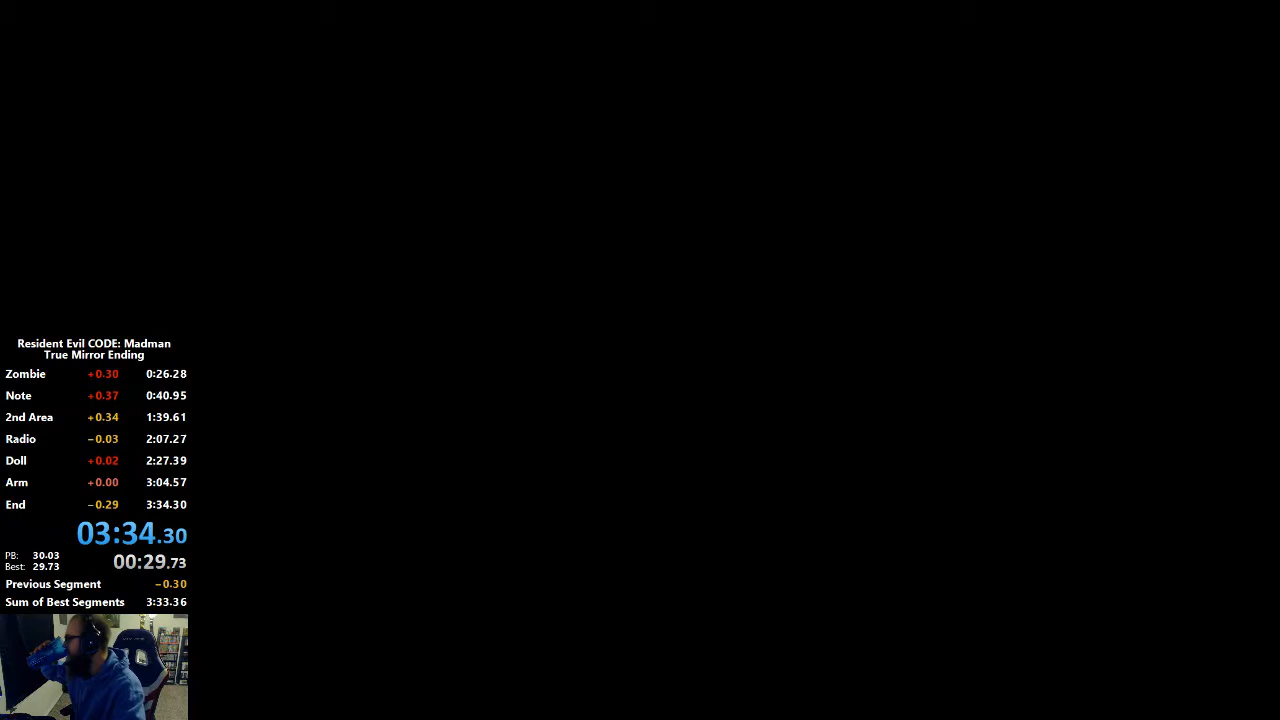 Resident Evil CODE: Madman
True Mirror Ending
Zombie +0.30 0:26.28
Note +0.37 0:40.95
2nd Area +0.34 1:39.61
Radio −0.03 2:07.27
Doll +0.02 2:27.39
Arm +0.00 3:04.57
End −0.29 3:34.30
03:34.30
PB: 30.03
Best: 29.73
00:29.73
Previous Segment −0.30
Sum of Best Segments 3:33.36